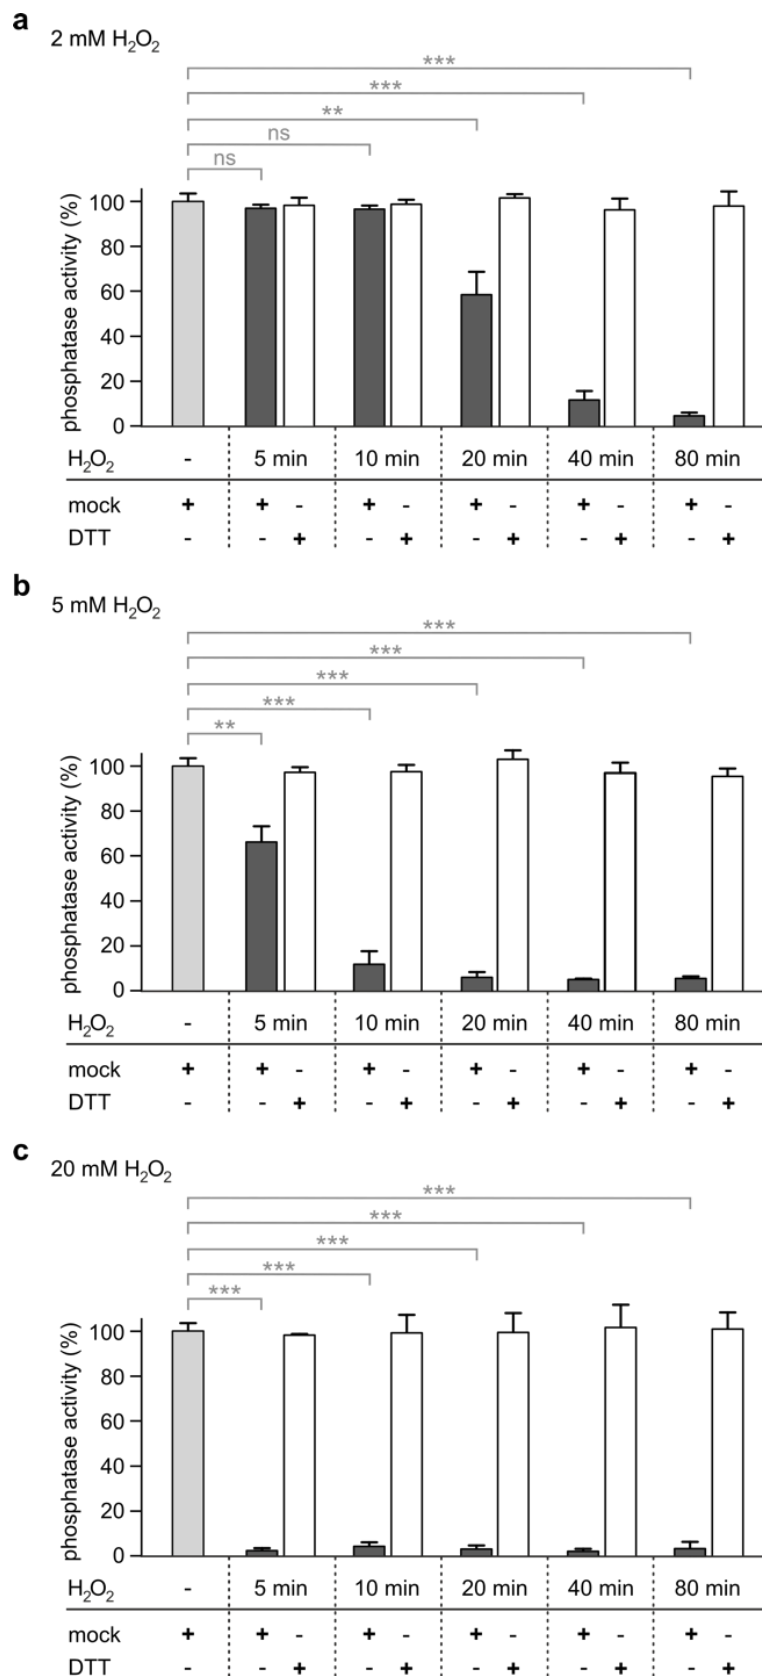 a
2 mM H₂O₂
***
***
**
ns
ns
phosphatase activity (%)
100
80
60
40
20
0
H₂O₂ - 5 min 10 min 20 min 40 min 80 min
mock + + - + - + - + - + -
DTT - - + - + - + - + - +
b
5 mM H₂O₂
***
***
***
***
**
phosphatase activity (%)
100
80
60
40
20
0
H₂O₂ - 5 min 10 min 20 min 40 min 80 min
mock + + - + - + - + - + -
DTT - - + - + - + - + - +
c
20 mM H₂O₂
***
***
***
***
***
phosphatase activity (%)
100
80
60
40
20
0
H₂O₂ - 5 min 10 min 20 min 40 min 80 min
mock + + - + - + - + - + -
DTT - - + - + - + - + - +